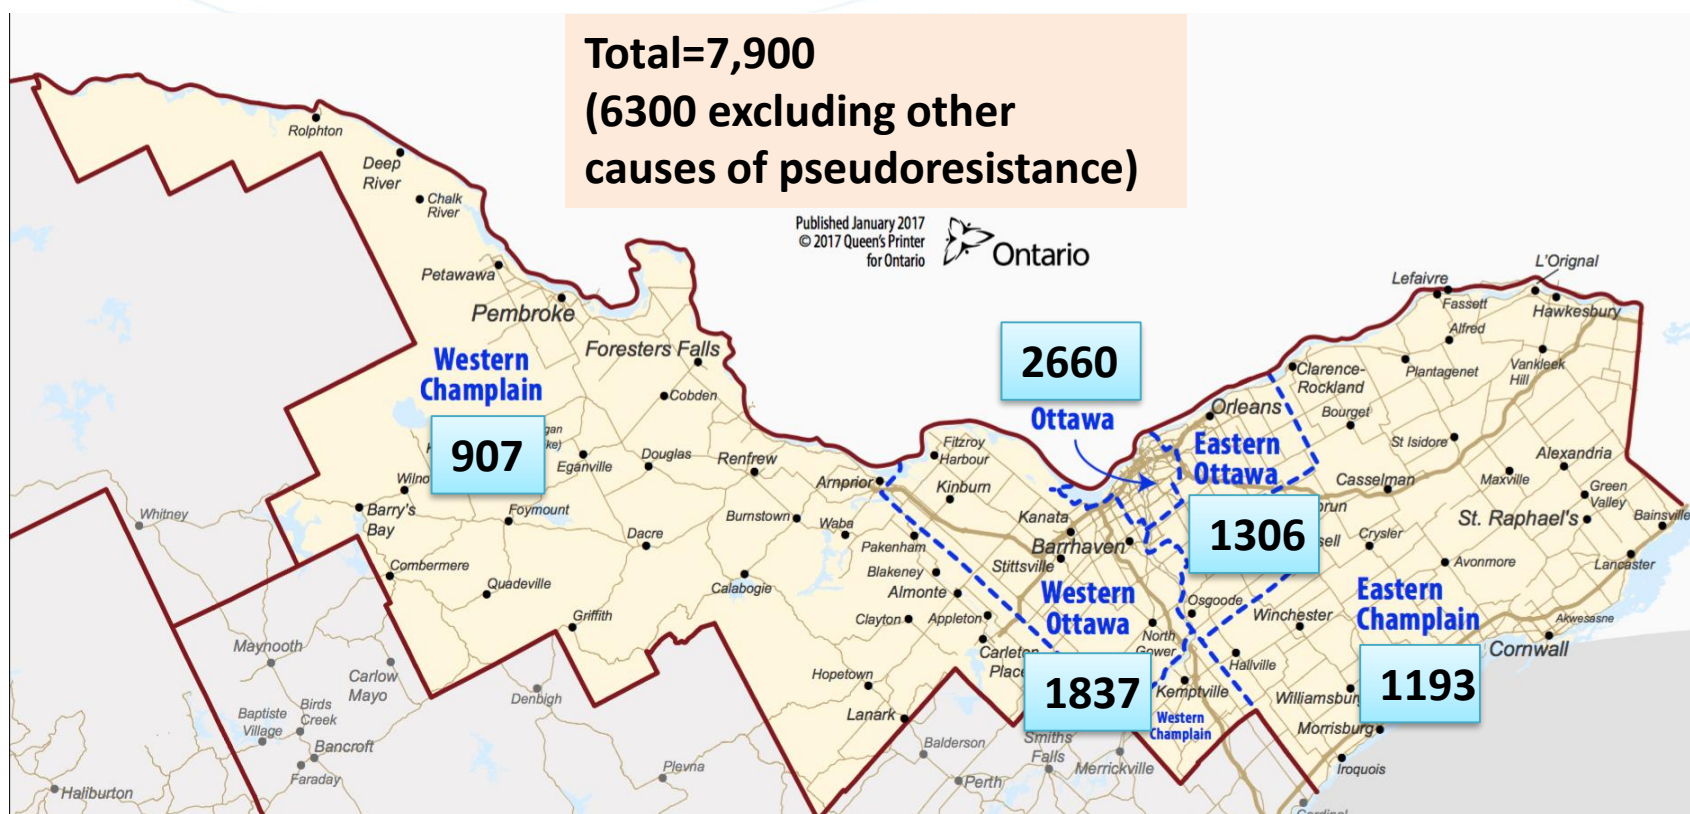 Total=7,900
(6300 excluding other
causes of pseudoresistance)
Published January 2017
© 2017 Queen's Printer
for Ontario
Ontario
Rolphton
Deep
River
Chalk
River
Petawawa
Pembroke
Foresters Falls
Western
Champlain
907
Cobden
Eganville
Douglas
Renfrew
Wilno
Barry's
Bay
Foymount
Dacre
Burnstown
Combermere
Quadeville
Calabogie
Griffith
Arnprior
Waba
Pakenham
Blakeney
Almonte
Clayton
Appleton
Carleton
Place
Hopetown
Lanark
Fitzroy
Harbour
Kinburn
Kanata
Barrhaven
Stittsville
2660
Ottawa
Orleans
Eastern
Ottawa
1306
Western
Ottawa
1837
North
Gower
Kemptville
Western
Champlain
Osgoode
Winchester
Hallville
Williamsburg
Morrisburg
Iroquois
Eastern
Champlain
1193
Cornwall
Akwesasne
Lefaivre
Fassett
L'Orignal
Hawkesbury
Alfred
Plantagenet
Vankleek
Hill
Clarence-
Rockland
Bourget
St Isidore
Casselman
Maxville
Alexandria
Green
Valley
St. Raphael's
Bainsville
Crysler
Avonmore
Lancaster
Whitney
Maynooth
Carlow
Mayo
Birds
Creek
Baptiste
Village
Bancroft
Faraday
Haliburton
Denbigh
Plevna
Balderson
Perth
Smiths
Falls
Merrickville
Cardinal